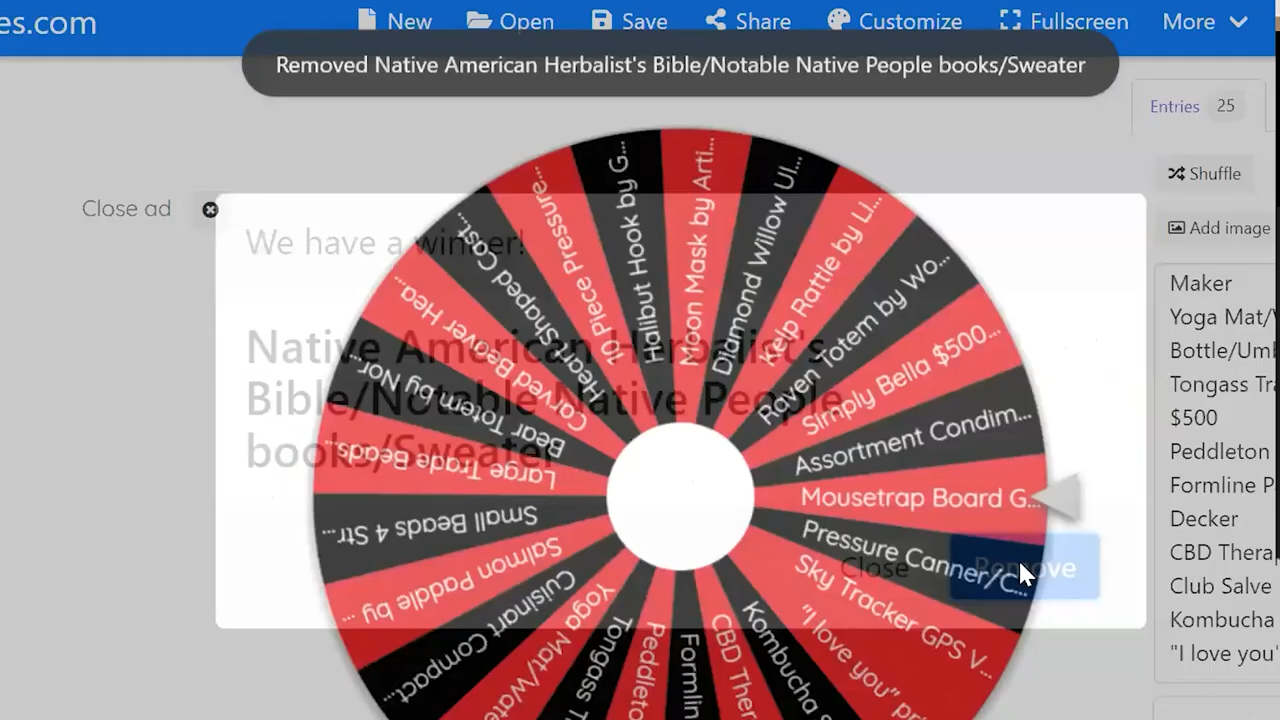 es.com
New
Open
Save
Share
Customize
Fullscreen
More
Removed Native American Herbalist's Bible/Notable Native People books/Sweater
Entries 25
Close ad
Shuffle
Add image
We have a winner!
Native American Herbalist's
Bible/Notable Native People
books/Sweater
Close
Remove
Halibut Hook by G...
Moon Mask by Arti...
Diamond Willow Ul...
Kelp Rattle by Li...
Raven Totem by Wo...
Simply Bella $500...
Assortment Condim...
Mousetrap Board G...
Pressure Canner/C...
Sky Tracker GPS V...
"I love you" pri
Kombucha s
CBD Ther
Formlin
Peddleto
Tongass T
Yoga Mat/Wate
Cuisinart Compact...
Salmon Paddle by ...
Small Beads 4 Str...
Large Trade Beads...
Bear Totem by Nor...
Carved Beaver Hea...
Heart Shaped Cast...
10 Piece Pressure...
Maker
Yoga Mat/
Bottle/Um
Tongass Tr
$500
Peddleton
Formline P
Decker
CBD Thera
Club Salve
Kombucha
"I love you"